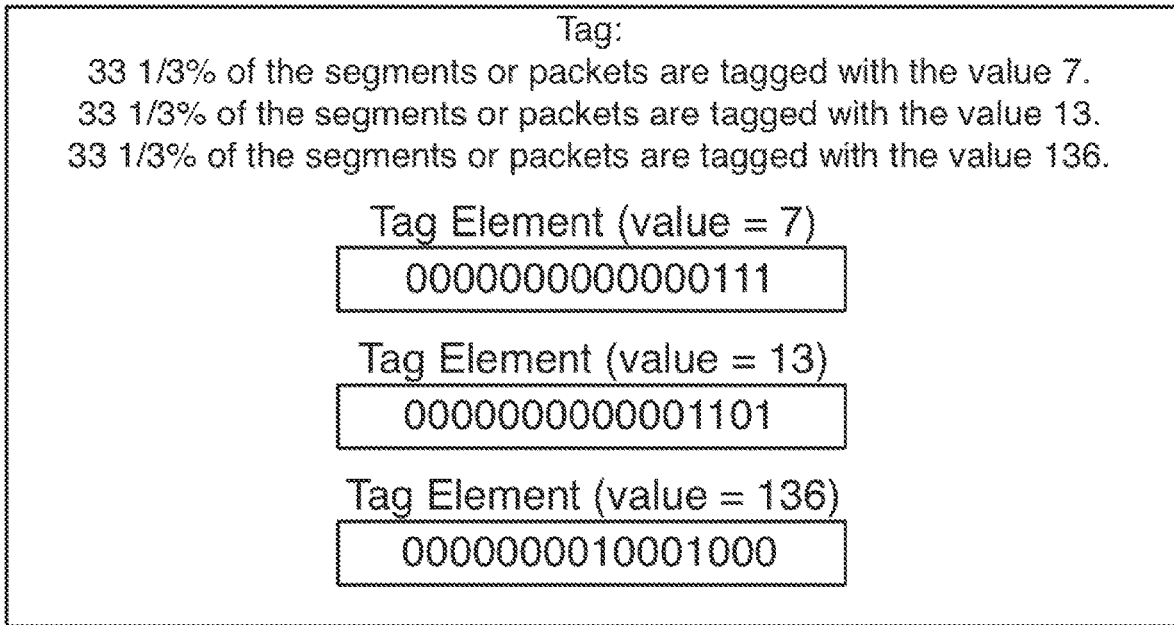 Tag:
33 1/3% of the segments or packets are tagged with the value 7.
33 1/3% of the segments or packets are tagged with the value 13.
33 1/3% of the segments or packets are tagged with the value 136.
Tag Element (value = 7)
0000000000000111
Tag Element (value = 13)
0000000000001101
Tag Element (value = 136)
0000000010001000